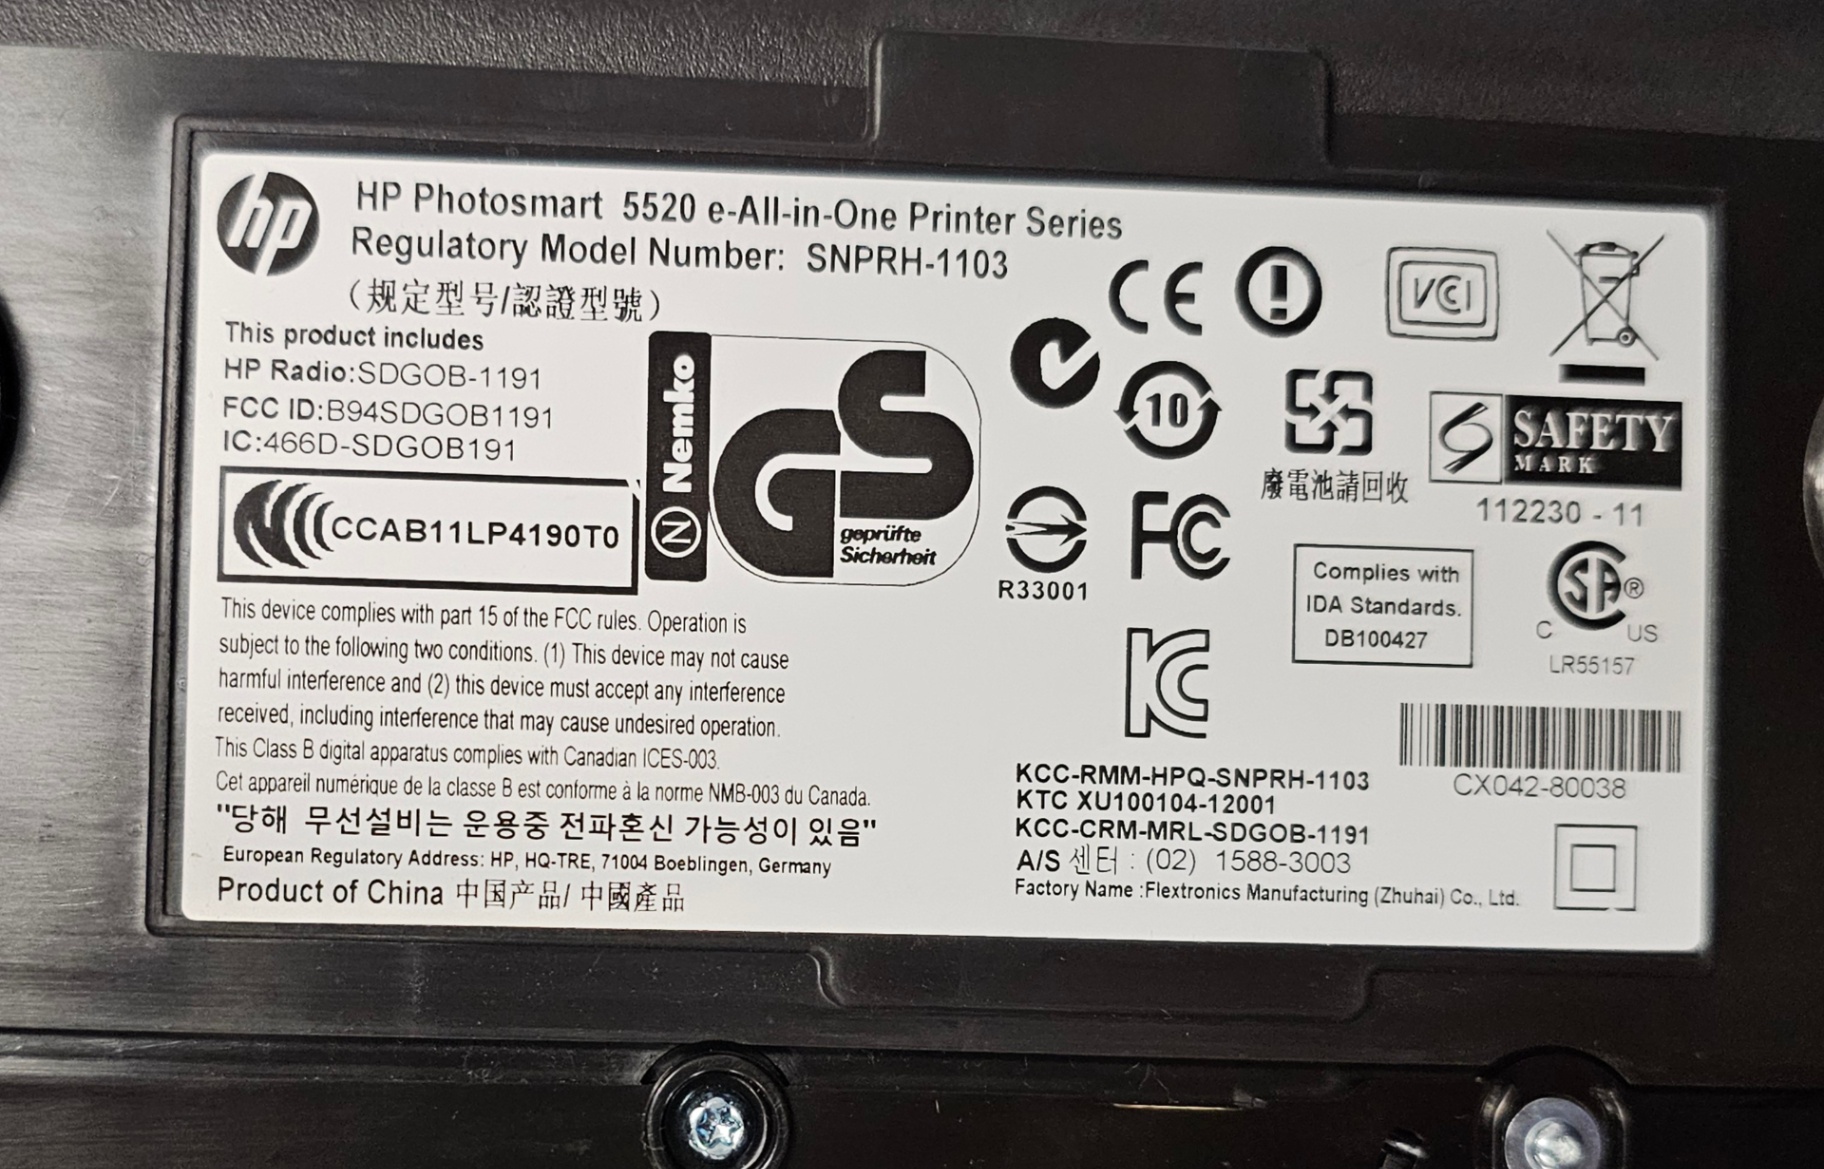 hp
HP Photosmart 5520 e-All-in-One Printer Series
Regulatory Model Number: SNPRH-1103
(规定型号/認證型號)
This product includes
HP Radio:SDGOB-1191
FCC ID:B94SDGOB1191
IC:466D-SDGOB191
CCAB11LP4190T0
N Nemko
GS
geprüfte
Sicherheit
CE
!
VCI
10
廢電池請回收
SAFETY
MARK
112230 - 11
R33001
FC
Complies with
IDA Standards.
DB100427
SA®
C US
LR55157
KC
CX042-80038
This device complies with part 15 of the FCC rules. Operation is
subject to the following two conditions. (1) This device may not cause
harmful interference and (2) this device must accept any interference
received, including interference that may cause undesired operation.
This Class B digital apparatus complies with Canadian ICES-003.
Cet appareil numérique de la classe B est conforme à la norme NMB-003 du Canada.
"당해 무선설비는 운용중 전파혼신 가능성이 있음"
European Regulatory Address: HP, HQ-TRE, 71004 Boeblingen, Germany
Product of China 中国产品/ 中國產品
KCC-RMM-HPQ-SNPRH-1103
KTC XU100104-12001
KCC-CRM-MRL-SDGOB-1191
A/S 센터 : (02) 1588-3003
Factory Name :Flextronics Manufacturing (Zhuhai) Co., Ltd.